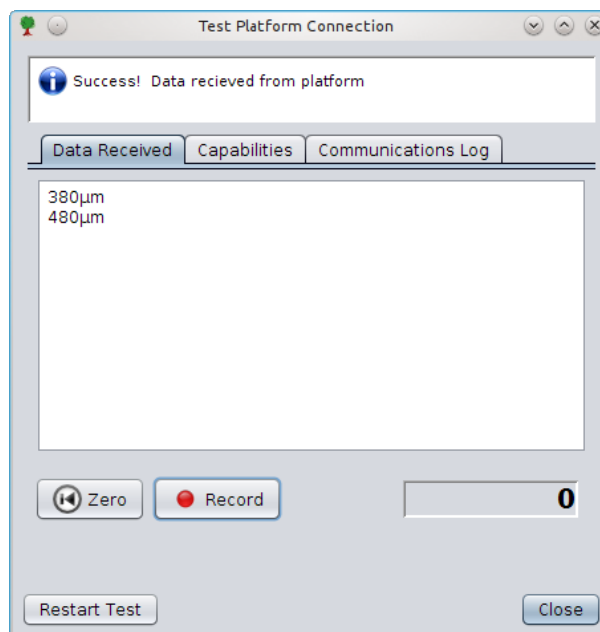 Test Platform Connection
Success! Data recieved from platform
Data Received Capabilities Communications Log
380µm
480µm
Zero Record 0
Restart Test Close